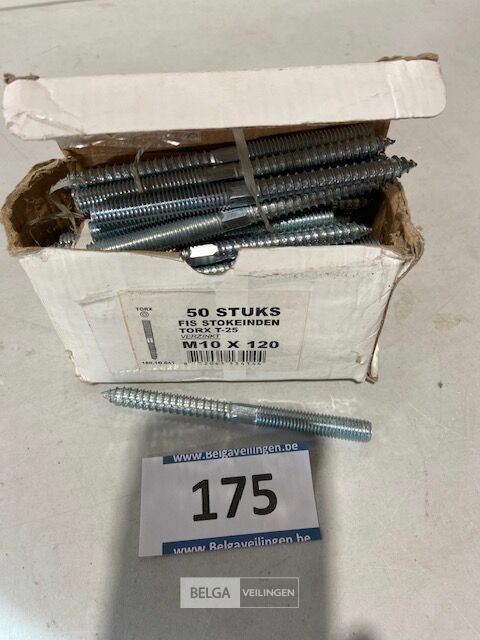 TORX
50 STUKS
FIS STOKEINDEN
TORX T-25
VERZINKT
M10 X 120
www.Belgaveilingen.be
175
www.Belgaveilingen.be
BELGA VEILINGEN